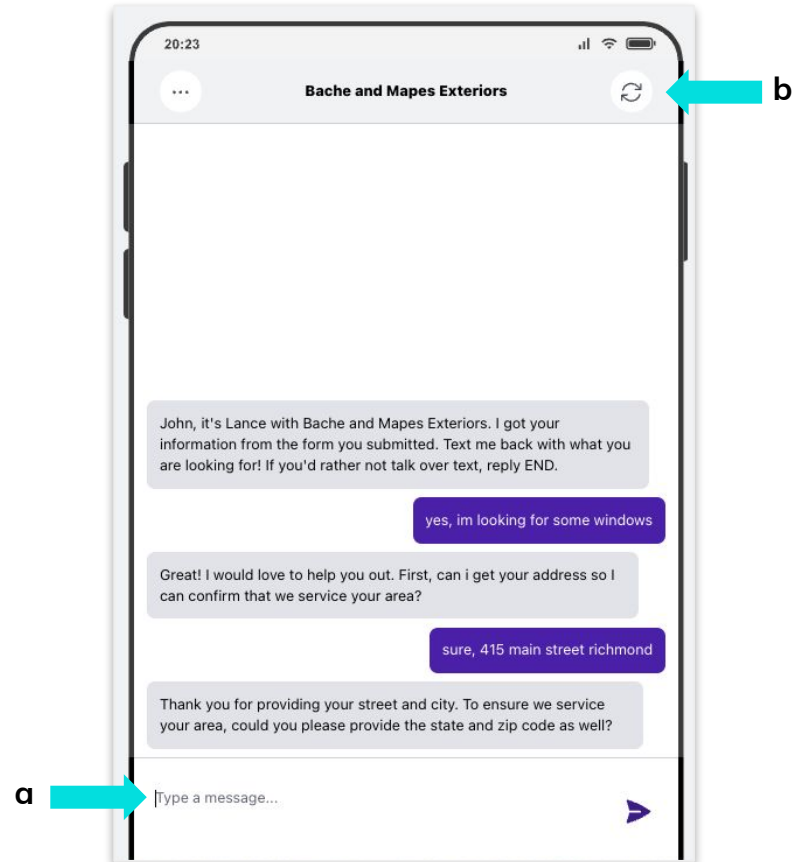 20:23
...
Bache and Mapes Exteriors
b
John, it's Lance with Bache and Mapes Exteriors. I got your
information from the form you submitted. Text me back with what you
are looking for! If you'd rather not talk over text, reply END.
yes, im looking for some windows
Great! I would love to help you out. First, can i get your address so I
can confirm that we service your area?
sure, 415 main street richmond
Thank you for providing your street and city. To ensure we service
your area, could you please provide the state and zip code as well?
a
Type a message...